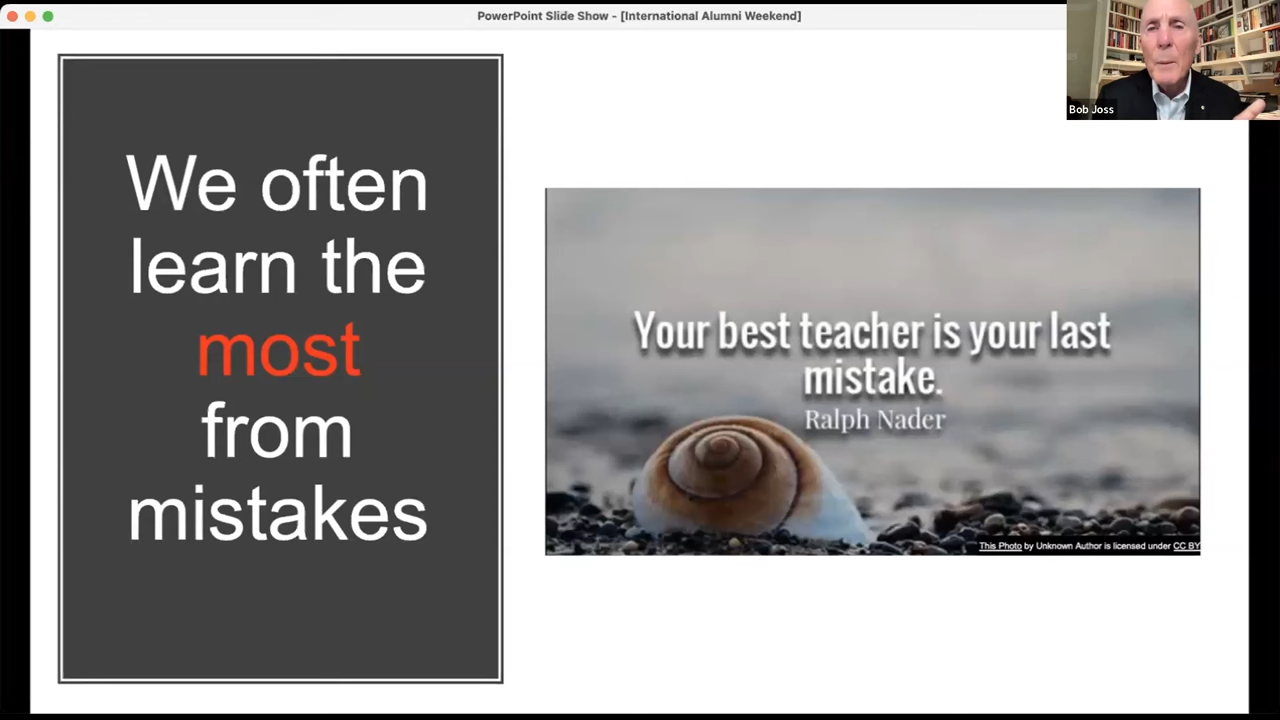 PowerPoint Slide Show - [International Alumni Weekend]
Bob Joss
We often
learn the
most
from
mistakes
Your best teacher is your last
mistake.
Ralph Nader
This Photo by Unknown Author is licensed under CC BY